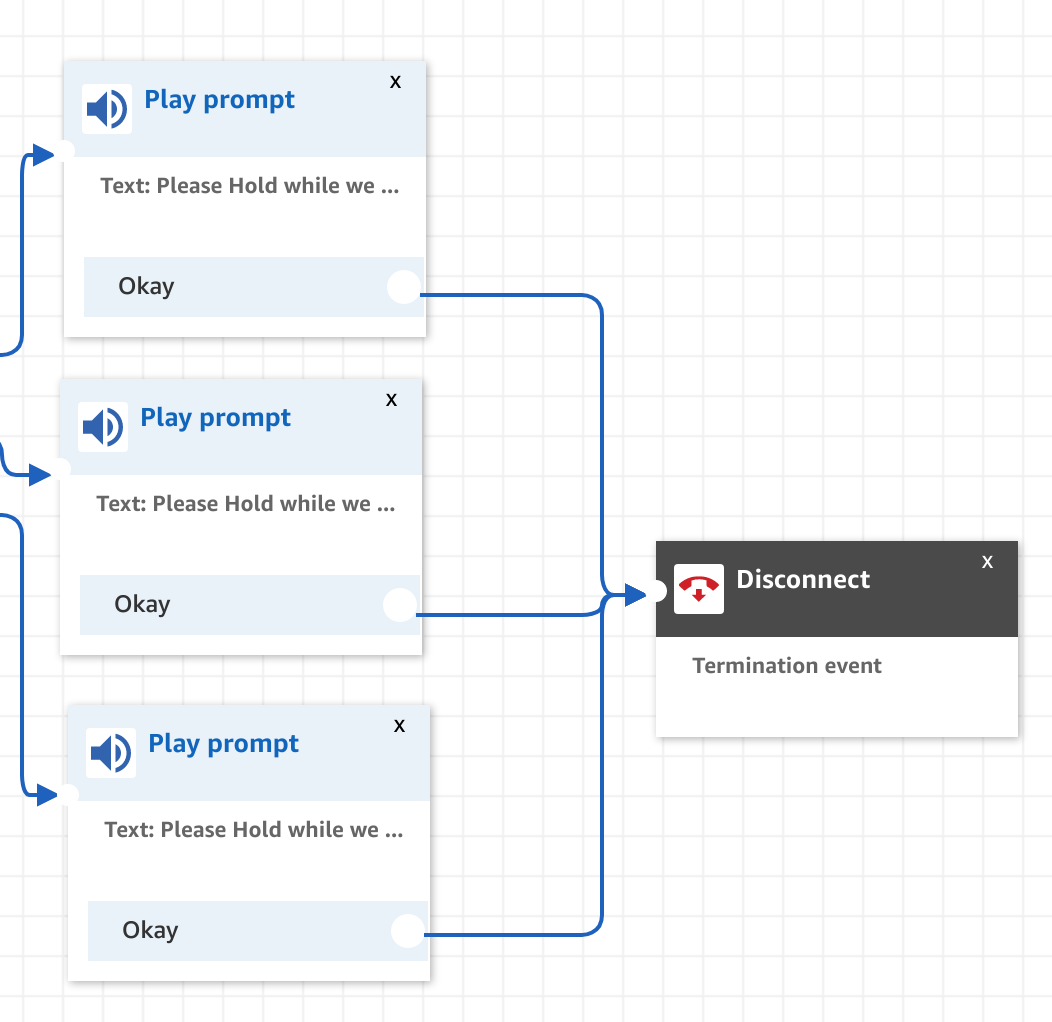 x
Play prompt
Text: Please Hold while we ...
Okay
x
Play prompt
Text: Please Hold while we ...
Okay
x
Disconnect
Termination event
x
Play prompt
Text: Please Hold while we ...
Okay